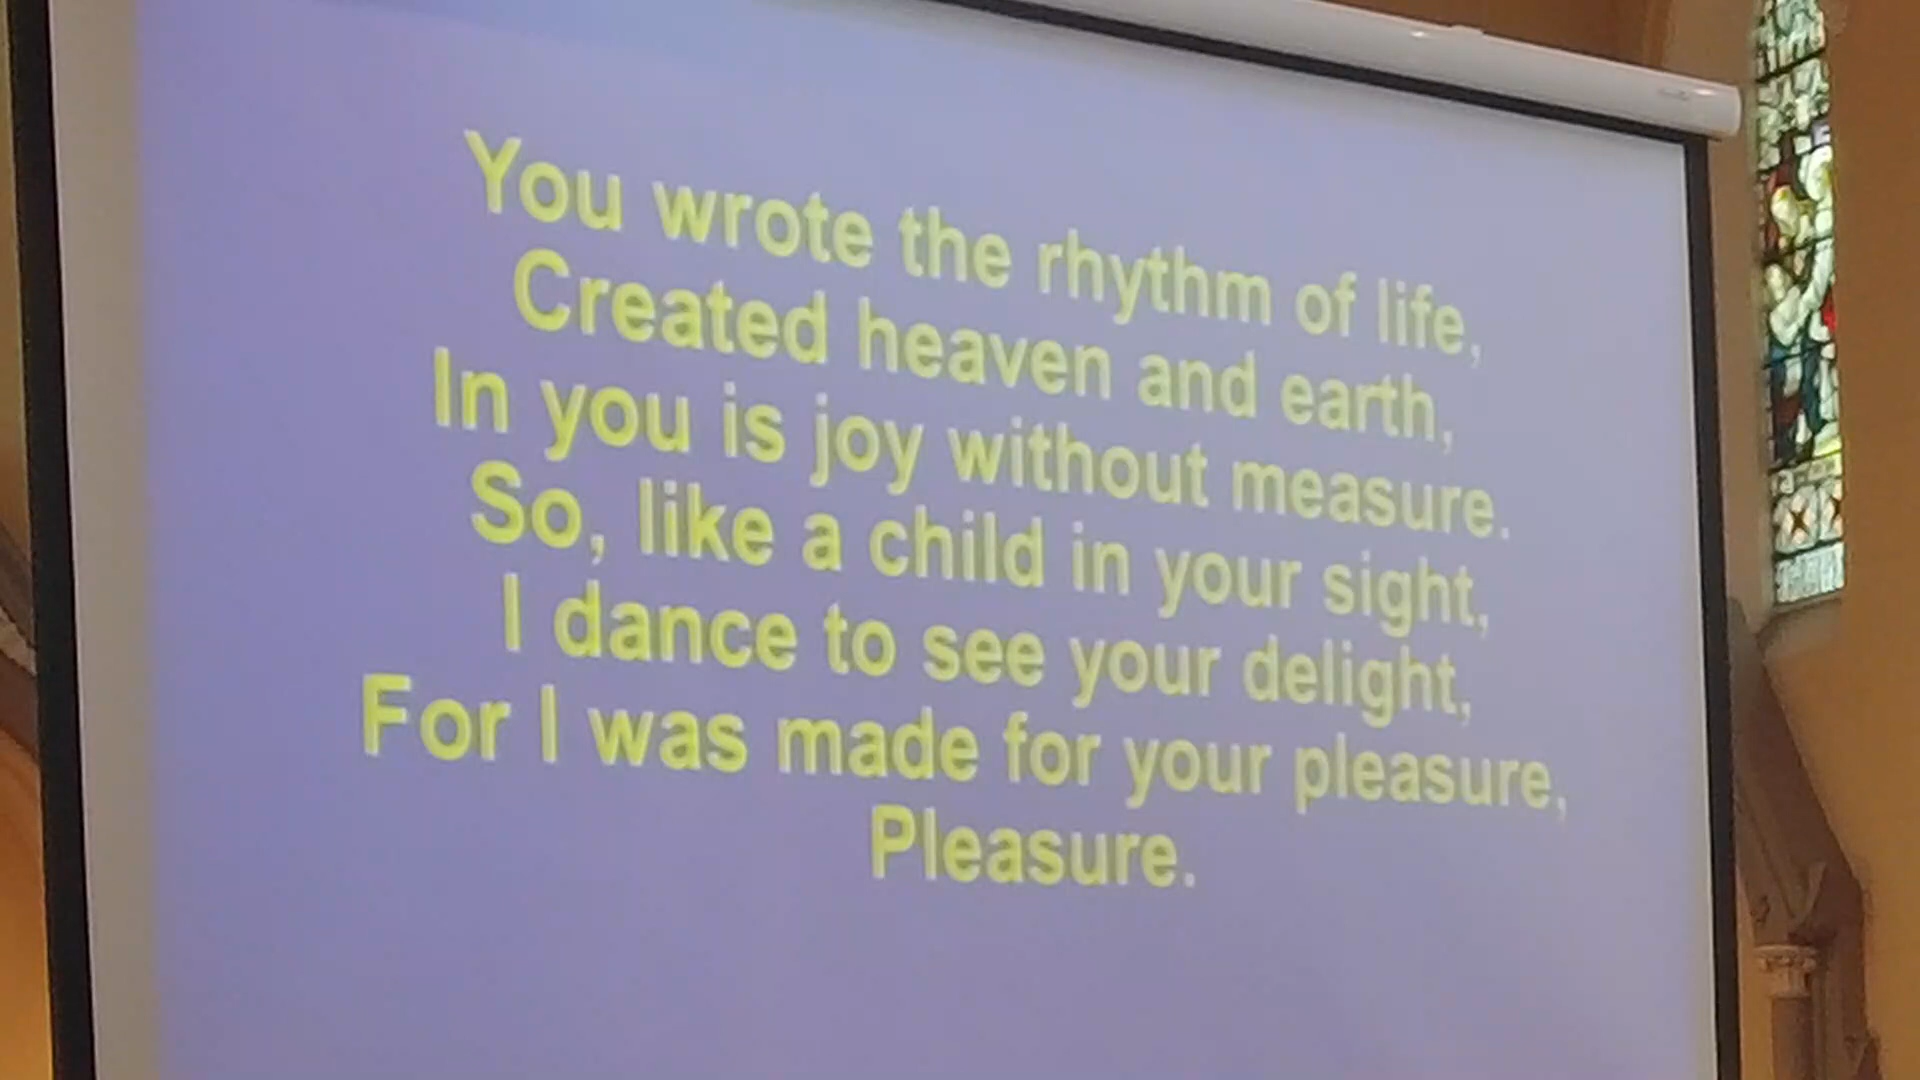 You wrote the rhythm of life,
Created heaven and earth,
In you is joy without measure.
So, like a child in your sight,
I dance to see your delight,
For I was made for your pleasure,
Pleasure.